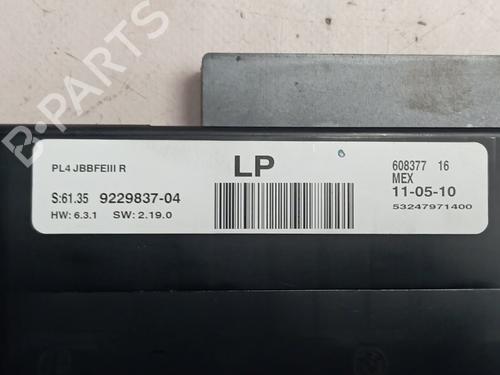 B-PARTS
PL4 JBBFEIII R
LP
608377 16
MEX
S:61.35 9229837-04
11-05-10
HW: 6.3.1 SW: 2.19.0
53247971400